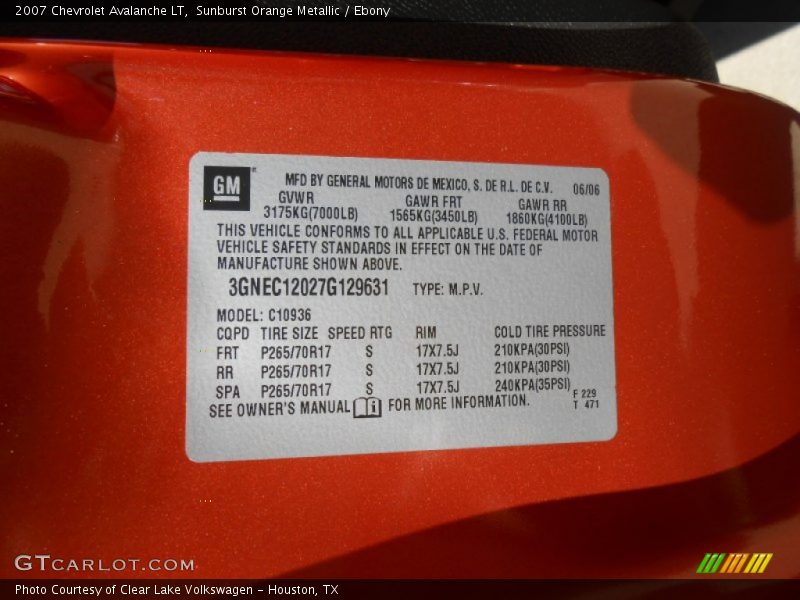 2007 Chevrolet Avalanche LT, Sunburst Orange Metallic / Ebony
GM
MFD BY GENERAL MOTORS DE MEXICO, S. DE R.L. DE C.V. 06/06
GVWR GAWR FRT GAWR RR
3175KG(7000LB) 1565KG(3450LB) 1860KG(4100LB)
THIS VEHICLE CONFORMS TO ALL APPLICABLE U.S. FEDERAL MOTOR
VEHICLE SAFETY STANDARDS IN EFFECT ON THE DATE OF
MANUFACTURE SHOWN ABOVE.
3GNEC12027G129631 TYPE: M.P.V.
MODEL: C10936
CQPD TIRE SIZE SPEED RTG RIM COLD TIRE PRESSURE
FRT P265/70R17 S 17X7.5J 210KPA(30PSI)
RR P265/70R17 S 17X7.5J 210KPA(30PSI)
SPA P265/70R17 S 17X7.5J 240KPA(35PSI)
SEE OWNER'S MANUAL FOR MORE INFORMATION.
F 229
T 471
GTCARLOT.COM
Photo Courtesy of Clear Lake Volkswagen - Houston, TX